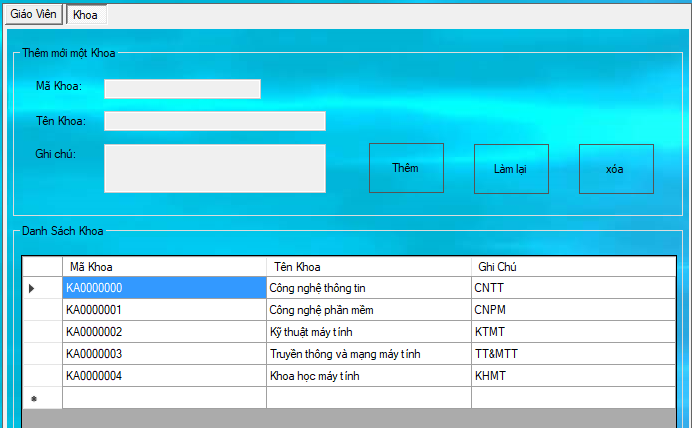 Giáo Viên Khoa
Thêm mới một Khoa
Mã Khoa:
Tên Khoa:
Ghi chú:
Thêm Làm lại xóa
Danh Sách Khoa
Mã Khoa Tên Khoa Ghi Chú
KA0000000 Công nghệ thông tin CNTT
KA0000001 Công nghệ phần mềm CNPM
KA0000002 Kỹ thuật máy tính KTMT
KA0000003 Truyền thông và mạng máy tính TT&MTT
KA0000004 Khoa học máy tính KHMT